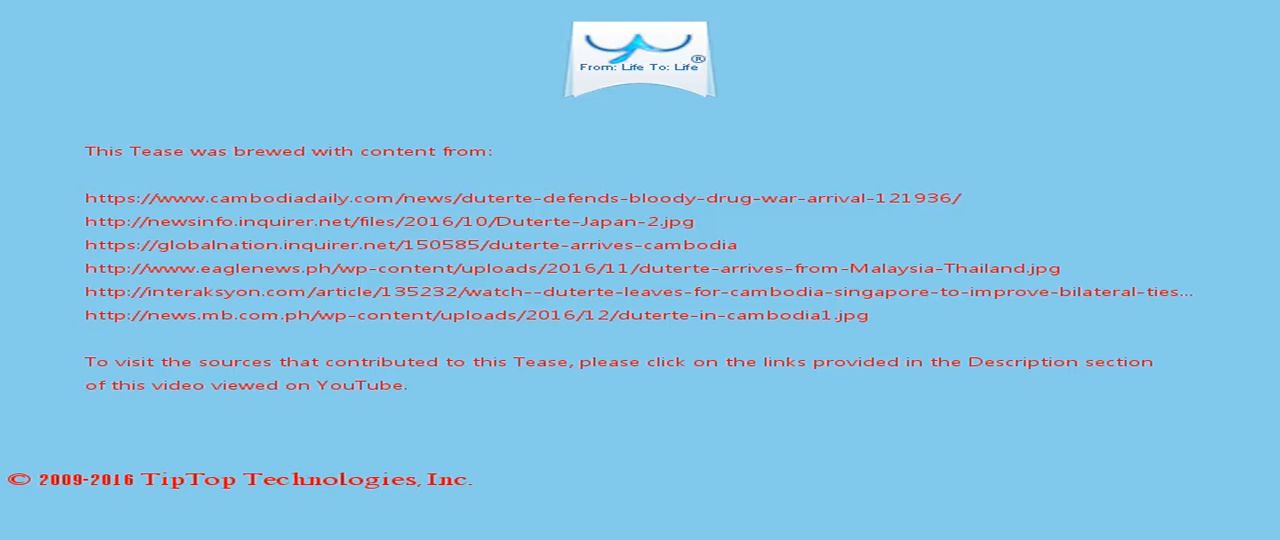 From: Life To: Life®
This Tease was brewed with content from:
https://www.cambodiadaily.com/news/duterte-defends-bloody-drug-war-arrival-121936/
http://newsinfo.inquirer.net/files/2016/10/Duterte-Japan-2.jpg
https://globalnation.inquirer.net/150585/duterte-arrives-cambodia
http://www.eaglenews.ph/wp-content/uploads/2016/11/duterte-arrives-from-Malaysia-Thailand.jpg
http://interaksyon.com/article/135232/watch--duterte-leaves-for-cambodia-singapore-to-improve-bilateral-ties...
http://news.mb.com.ph/wp-content/uploads/2016/12/duterte-in-cambodia1.jpg
To visit the sources that contributed to this Tease, please click on the links provided in the Description section
of this video viewed on YouTube.
© 2009-2016 TipTop Technologies, Inc.